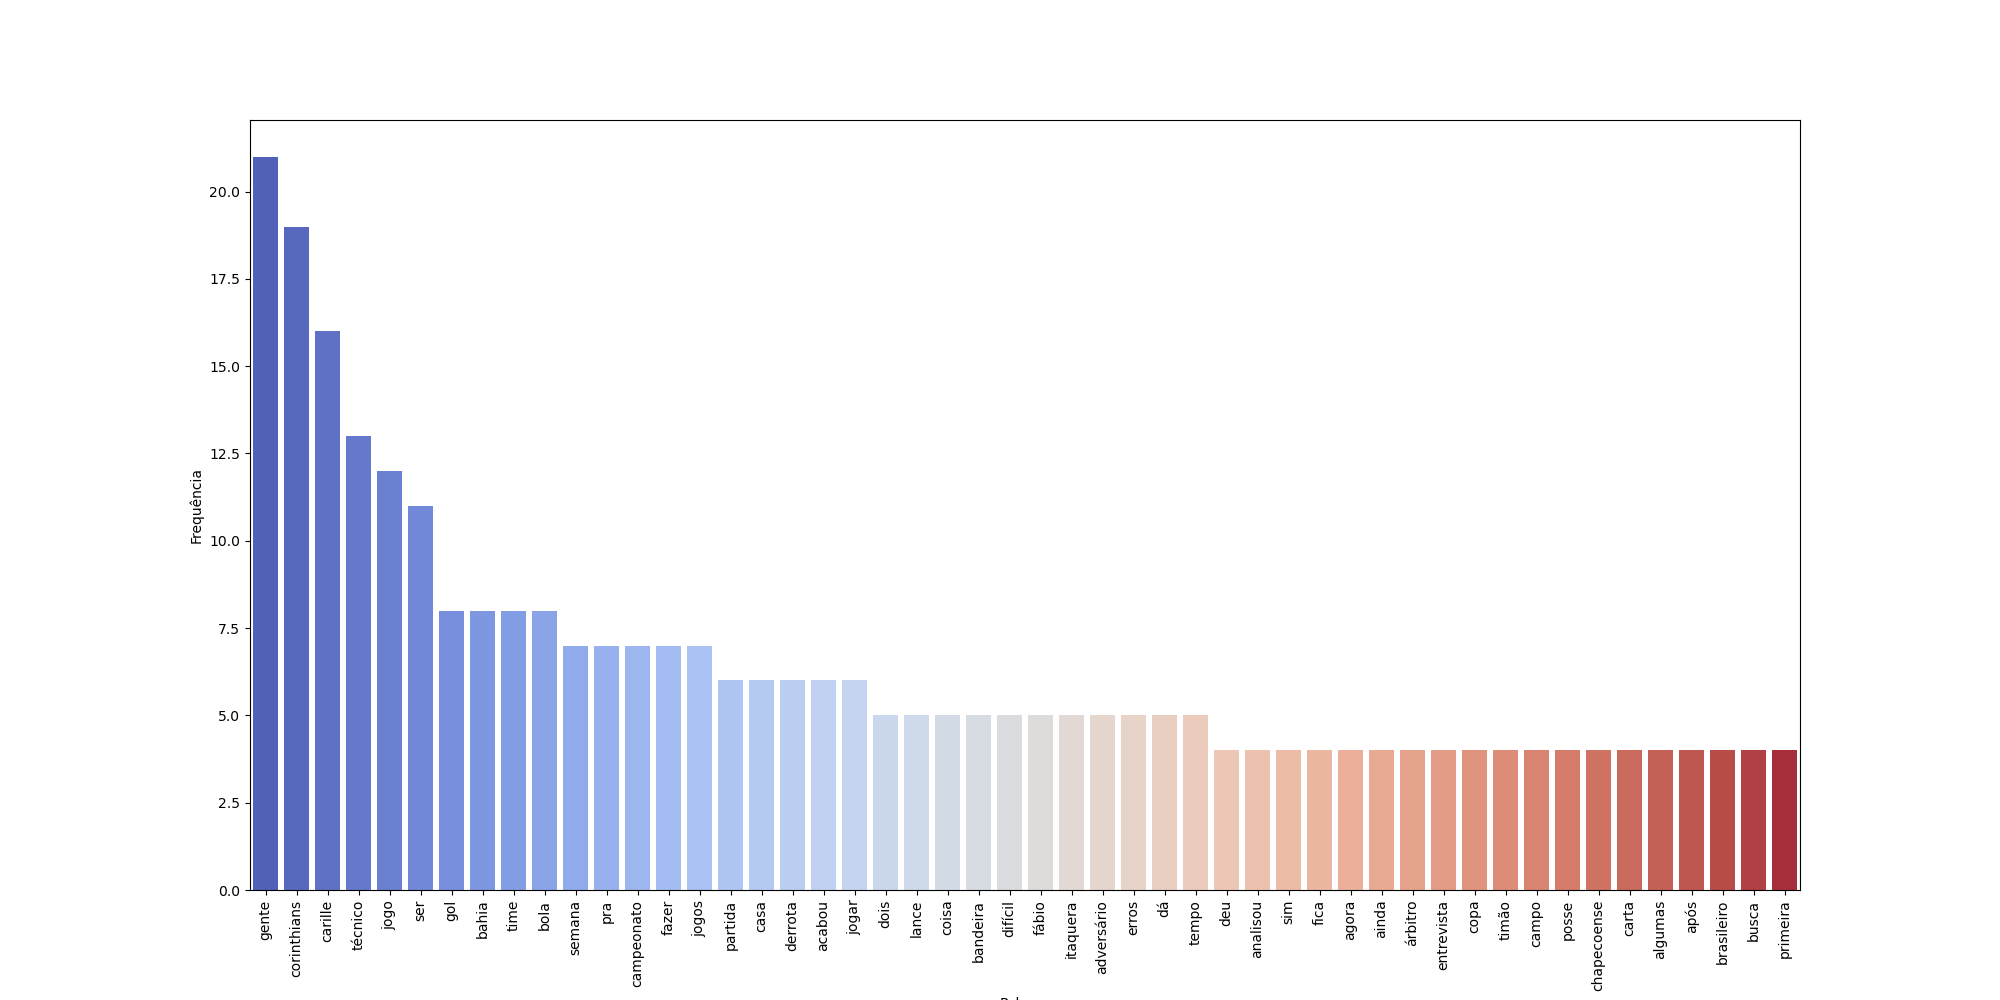 20.0
17.5
15.0
12.5
10.0
7.5
5.0
2.5
0.0
Frequência
gente
corinthians
carille
técnico
jogo
ser
gol
bahia
time
bola
semana
pra
campeonato
fazer
jogos
partida
casa
derrota
acabou
jogar
dois
lance
coisa
bandeira
difícil
fábio
itaquera
adversário
erros
dá
tempo
deu
analisou
sim
fica
agora
ainda
árbitro
entrevista
copa
timão
campo
posse
chapecoense
carta
algumas
após
brasileiro
busca
primeira